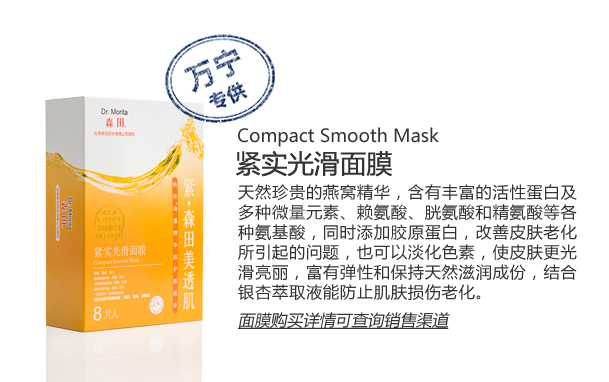 万宁
专供
Compact Smooth Mask
紧实光滑面膜
天然珍贵的燕窝精华，含有丰富的活性蛋白及
多种微量元素、赖氨酸、胱氨酸和精氨酸等各
种氨基酸，同时添加胶原蛋白，改善皮肤老化
所引起的问题，也可以淡化色素，使皮肤更光
滑亮丽，富有弹性和保持天然滋润成份，结合
银杏萃取液能防止肌肤损伤老化。
面膜购买详情可查询销售渠道
Dr. Morita
森田
紧·森田美透肌
紧实光滑面膜
Compact Smooth Mask
8片入
Dr. Morita
森田